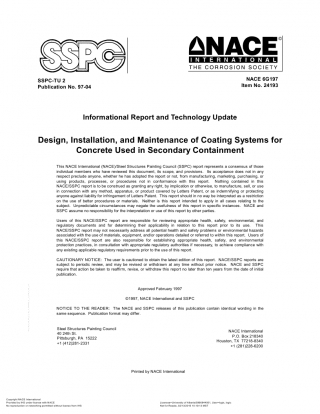 SSPC
NACE
INTERNATIONAL
THE CORROSION SOCIETY
SSPC-TU 2
Publication No. 97-04
NACE 6G197
Item No. 24193
Informational Report and Technology Update
Design, Installation, and Maintenance of Coating Systems for
Concrete Used in Secondary Containment
This NACE International (NACE)/Steel Structures Painting Council (SSPC) report represents a consensus of those
individual members who have reviewed this document, its scope, and provisions. Its acceptance does not in any
respect preclude anyone, whether he has adopted the report or not, from manufacturing, marketing, purchasing, or
using products, processes, or procedures not in conformance with this report. Nothing contained in this
NACE/SSPC report is to be construed as granting any right, by implication or otherwise, to manufacture, sell, or use
in connection with any method, apparatus, or product covered by Letters Patent, or as indemnifying or protecting
anyone against liability for infringement of Letters Patent. This report should in no way be interpreted as a restriction
on the use of better procedures or materials. Neither is this report intended to apply in all cases relating to the
subject. Unpredictable circumstances may negate the usefulness of this report in specific instances. NACE and
SSPC assume no responsibility for the interpretation or use of this report by other parties.
Users of this NACE/SSPC report are responsible for reviewing appropriate health, safety, environmental, and
regulatory documents and for determining their applicability in relation to this report prior to its use. This
NACE/SSPC report may not necessarily address all potential health and safety problems or environmental hazards
associated with the use of materials, equipment, and/or operations detailed or referred to within this report. Users of
this NACE/SSPC report are also responsible for establishing appropriate health, safety, and environmental
protection practices, in consultation with appropriate regulatory authorities if necessary, to achieve compliance with
any existing applicable regulatory requirements prior to the use of this report.
CAUTIONARY NOTICE: The user is cautioned to obtain the latest edition of this report. NACE/SSPC reports are
subject to periodic review, and may be revised or withdrawn at any time without prior notice. NACE and SSPC
require that action be taken to reaffirm, revise, or withdraw this report no later than ten years from the date of initial
publication.
Approved February 1997
©1997, NACE International and SSPC
NOTICE TO THE READER: The NACE and SSPC releases of this publication contain identical wording in the
same sequence. Publication format may differ.
Steel Structures Painting Council
40 24th St.
Pittsburgh, PA 15222
+1 (412)281-2331
NACE International
P.O. Box 218340
Houston, TX 77218-8340
+1 (281)228-6200
Printed by NACE International
Copyright NACE International